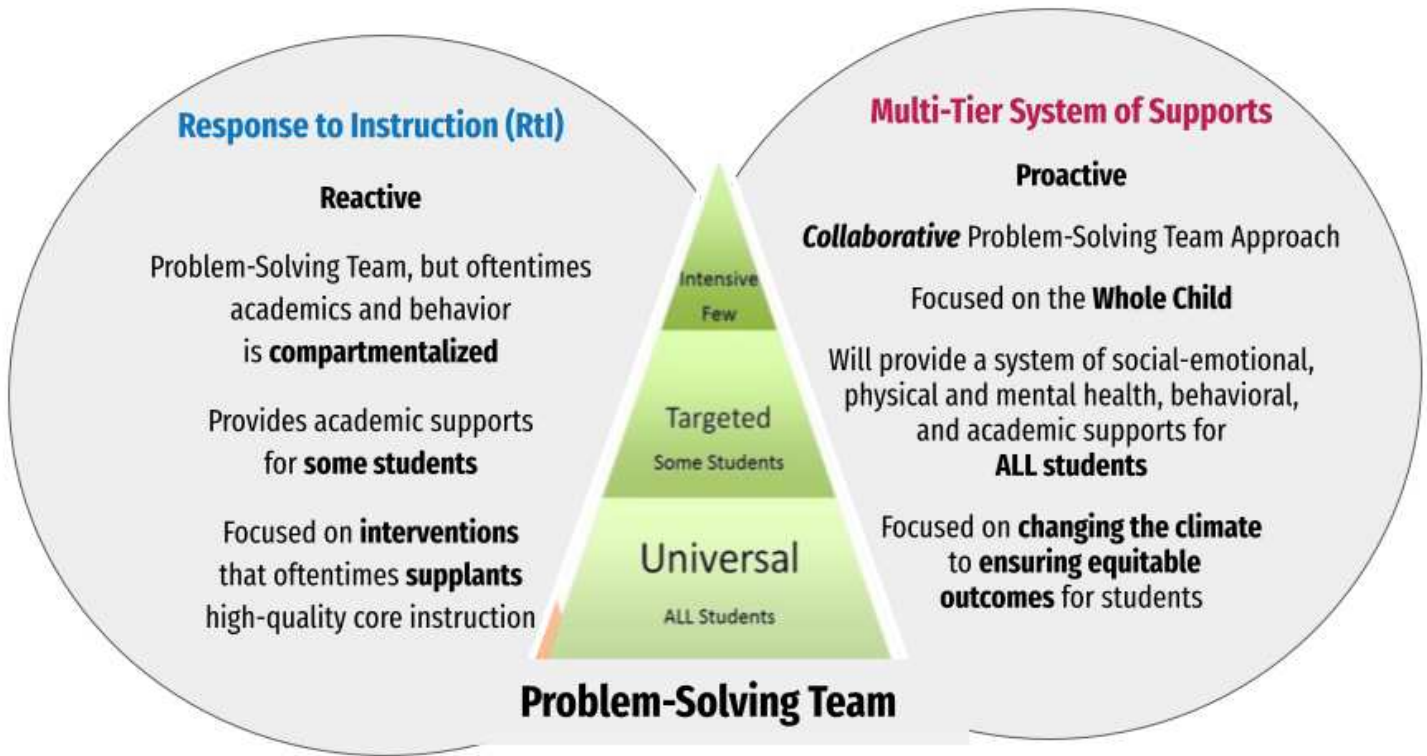 Response to Instruction (RtI)
Reactive
Problem-Solving Team, but oftentimes
academics and behavior
is compartmentalized
Provides academic supports
for some students
Focused on interventions
that oftentimes supplants
high-quality core instruction
Intensive
Few
Targeted
Some Students
Universal
ALL Students
Problem-Solving Team
Multi-Tier System of Supports
Proactive
Collaborative Problem-Solving Team Approach
Focused on the Whole Child
Will provide a system of social-emotional,
physical and mental health, behavioral,
and academic supports for
ALL students
Focused on changing the climate
to ensuring equitable
outcomes for students